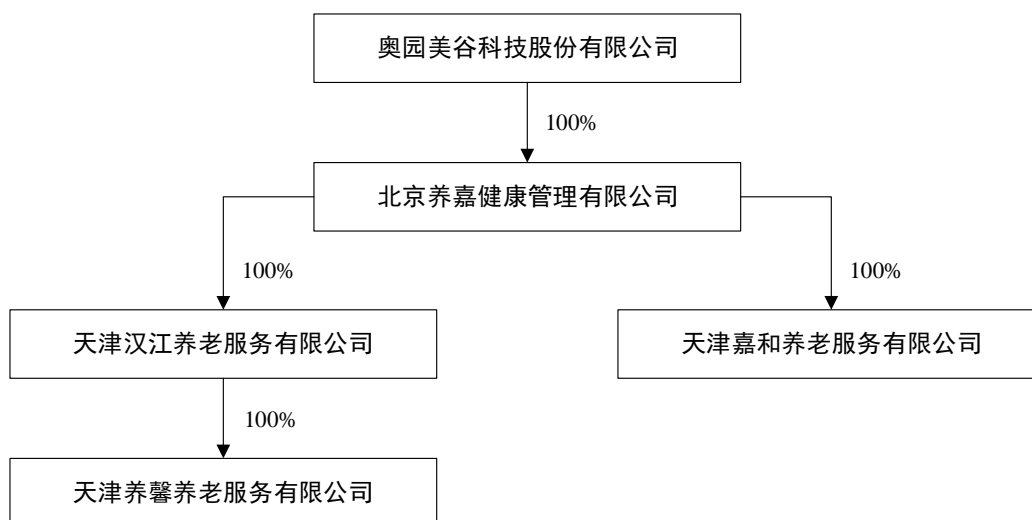 奥园美谷科技股份有限公司
100%
北京养嘉健康管理有限公司
100%
100%
天津汉江养老服务有限公司
天津嘉和养老服务有限公司
100%
天津养馨养老服务有限公司